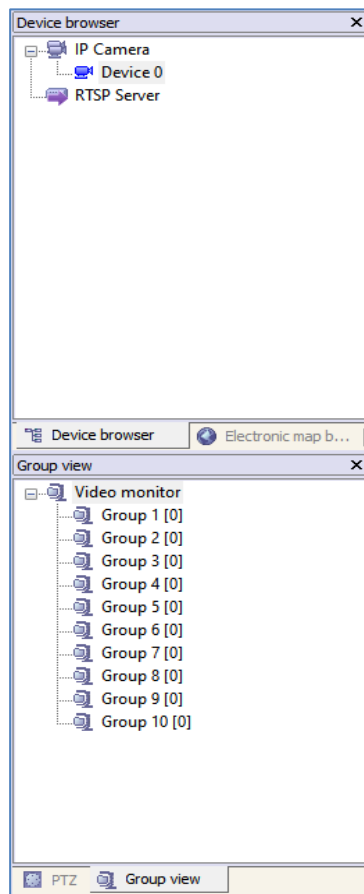 Device browser
IP Camera
Device 0
RTSP Server
Device browser
Electronic map b...
Group view
Video monitor
Group 1 [0]
Group 2 [0]
Group 3 [0]
Group 4 [0]
Group 5 [0]
Group 6 [0]
Group 7 [0]
Group 8 [0]
Group 9 [0]
Group 10 [0]
PTZ
Group view